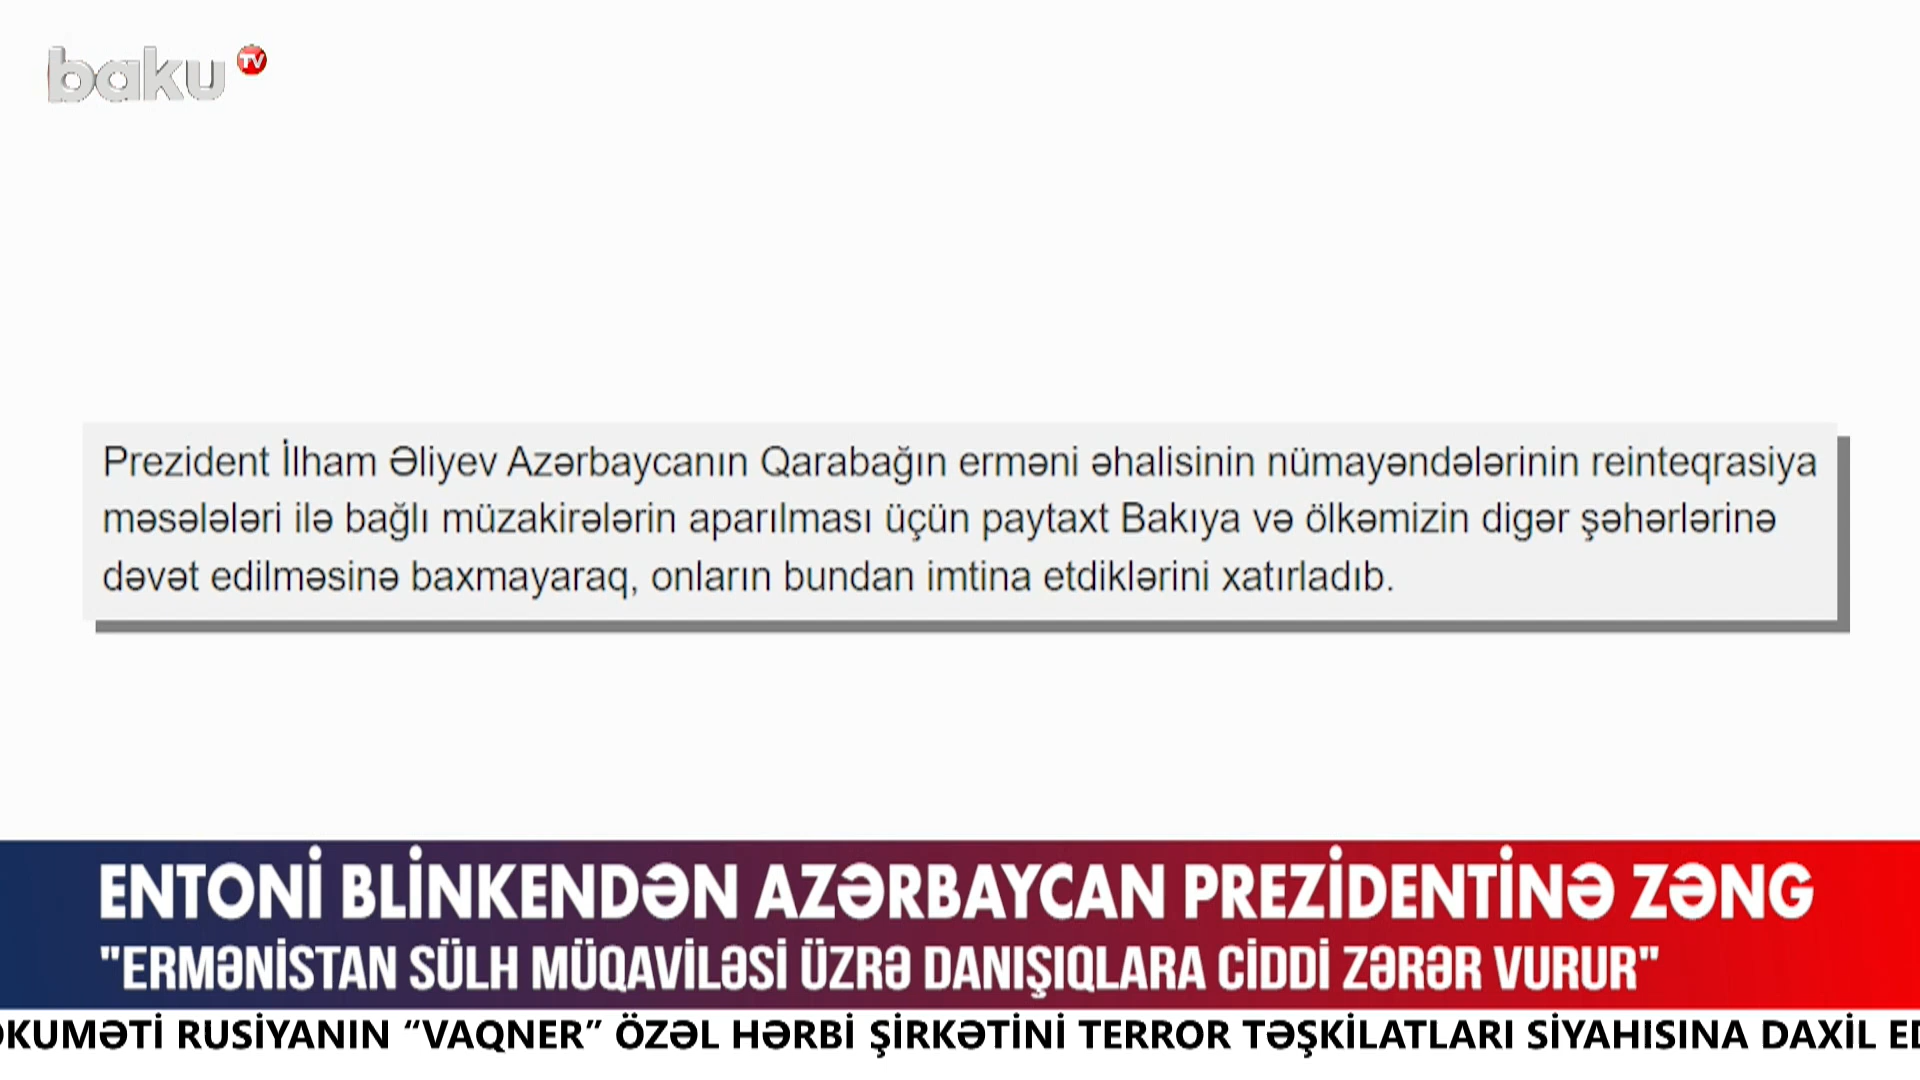 baku TV
Prezident İlham Əliyev Azərbaycanın Qarabağın erməni əhalisinin nümayəndələrinin reinteqrasiya
məsələləri ilə bağlı müzakirələrin aparılması üçün paytaxt Bakıya və ölkəmizin digər şəhərlərinə
dəvət edilməsinə baxmayaraq, onların bundan imtina etdiklərini xatırladıb.
ENTONİ BLİNKENDƏN AZƏRBAYCAN PREZİDENTİNƏ ZƏNG
"ERMƏNİSTAN SÜLH MÜQAVİLƏSİ ÜZRƏ DANIŞIQLARA CİDDİ ZƏRƏR VURUR"
RUSİYANIN “VAQNER” ÖZƏL HƏRBİ ŞİRKƏTİNİ TERROR TƏŞKİLATLARI SİYAHISINA DAXİL